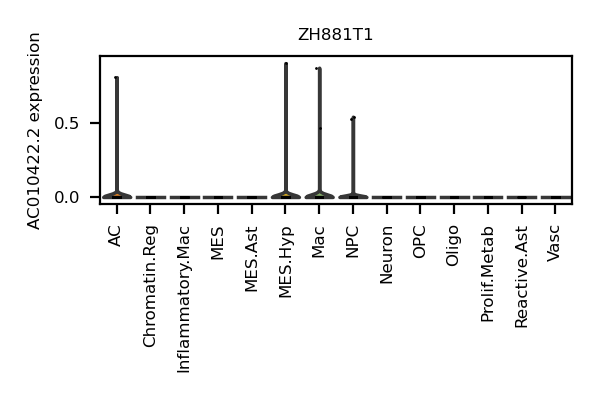 ZH881T1
AC010422.2 expression
0.5
0.0
AC
Chromatin.Reg
Inflammatory.Mac
MES
MES.Ast
MES.Hyp
Mac
NPC
Neuron
OPC
Oligo
Prolif.Metab
Reactive.Ast
Vasc